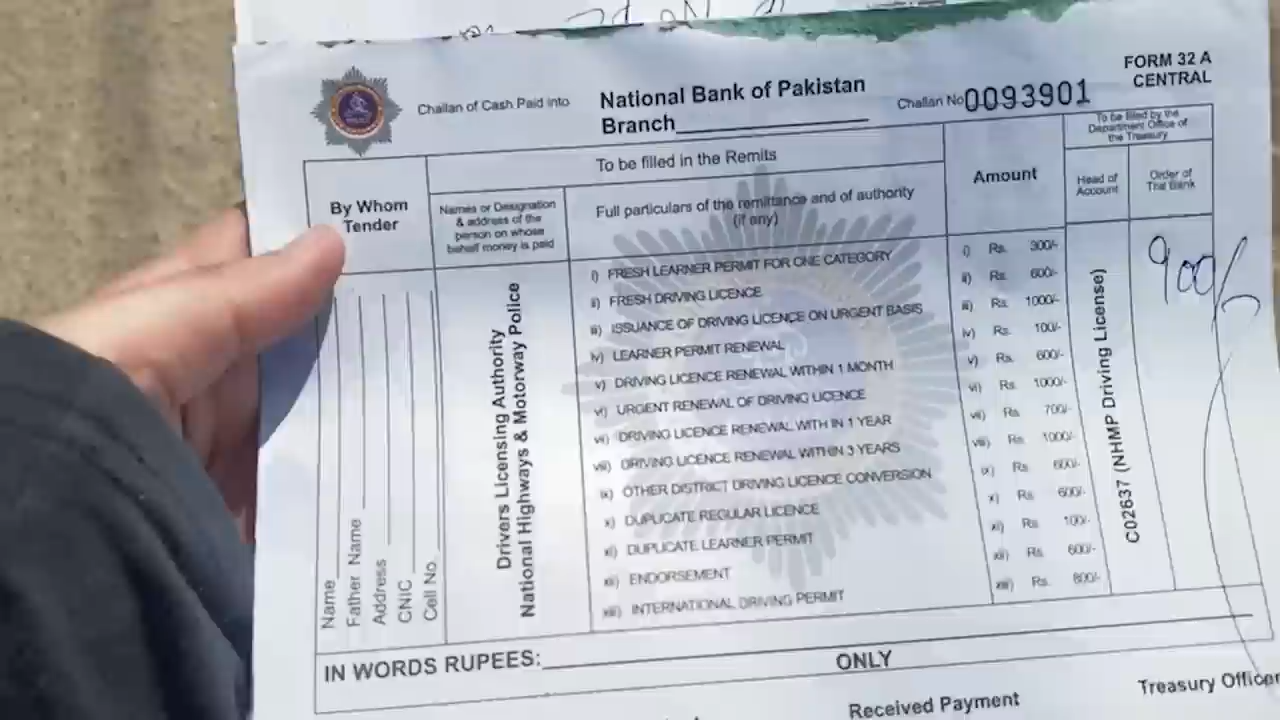 FORM 32 A
CENTRAL
Challan of Cash Paid into
National Bank of Pakistan
Branch
Challan No 0093901
To be filled in the Remits
To be filed by the
Department Office of
the Treasury
By Whom
Tender
Names or Designation
& address of the
person on whose
behalf money is paid
Full particulars of the remittance and of authority
(if any)
Amount
Head of
Account
Order of
The Bank
Name
Father Name
Address
CNIC
Cell No.
Drivers Licensing Authority
National Highways & Motorway Police
i) FRESH LEARNER PERMIT FOR ONE CATEGORY i) Rs. 300/-
ii) FRESH DRIVING LICENCE ii) Rs. 600/-
iii) ISSUANCE OF DRIVING LICENCE ON URGENT BASIS iii) Rs. 1000/-
iv) LEARNER PERMIT RENEWAL iv) Rs. 100/-
v) DRIVING LICENCE RENEWAL WITHIN 1 MONTH v) Rs. 600/-
vi) URGENT RENEWAL OF DRIVING LICENCE vi) Rs. 1000/-
vii) DRIVING LICENCE RENEWAL WITH IN 1 YEAR vii) Rs 700/-
viii) DRIVING LICENCE RENEWAL WITHIN 3 YEARS viii) Rs. 1000/-
ix) OTHER DISTRICT DRIVING LICENCE CONVERSION ix) Rs 600/-
x) DUPLICATE REGULAR LICENCE x) Rs 600/-
xi) DUPLICATE LEARNER PERMIT xi) Rs. 100/-
xii) ENDORSEMENT xii) Rs. 600/-
xiii) INTERNATIONAL DRIVING PERMIT xiii) Rs. 800/-
C02637 (NHMP Driving License)
900/-
IN WORDS RUPEES: ONLY
Received Payment
Treasury Officer